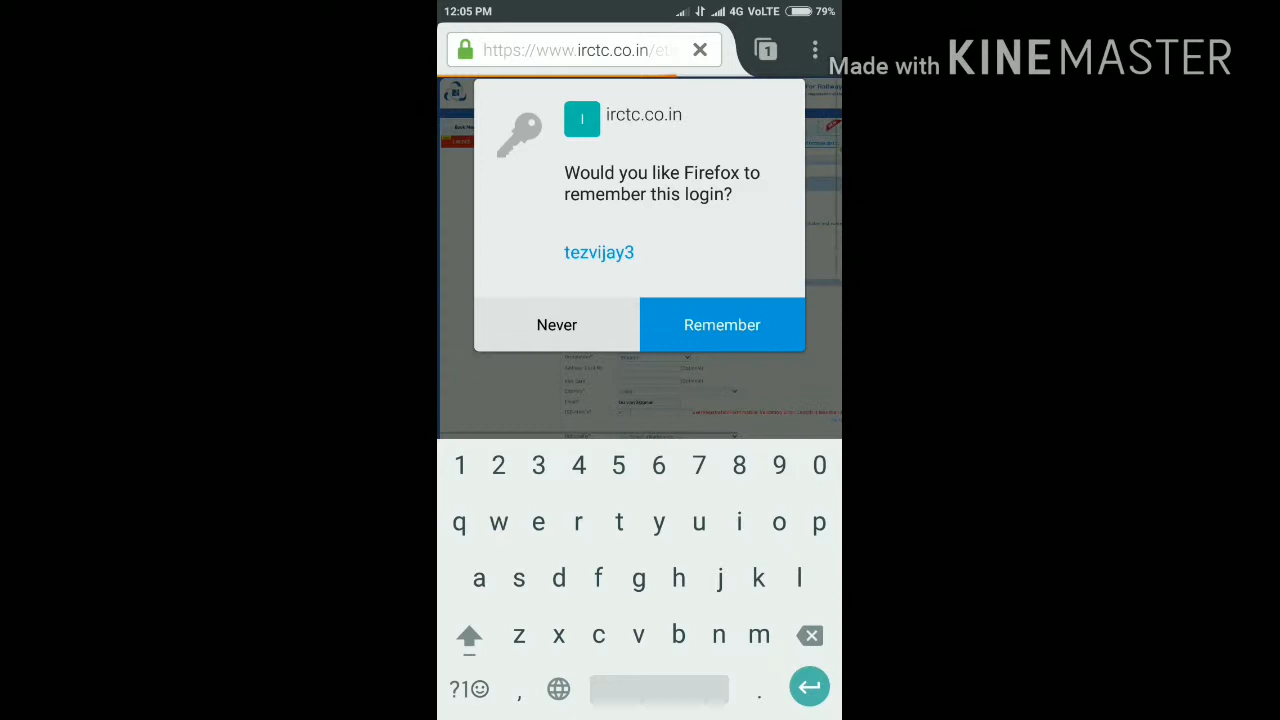 12:05 PM
4G VoLTE
79%
https://www.irctc.co.in/et
1
Made with KINEMASTER
I
irctc.co.in
Would you like Firefox to
remember this login?
tezvijay3
Never
Remember
1 2 3 4 5 6 7 8 9 0
q w e r t y u i o p
a s d f g h j k l
z x c v b n m
?1☺ , .